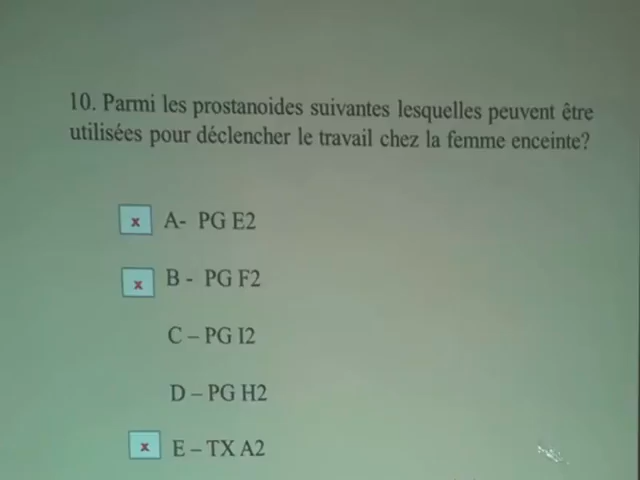 10. Parmi les prostanoides suivantes lesquelles peuvent être
utilisées pour déclencher le travail chez la femme enceinte?
x A- PG E2
x B - PG F2
C – PG I2
D – PG H2
x E – TX A2